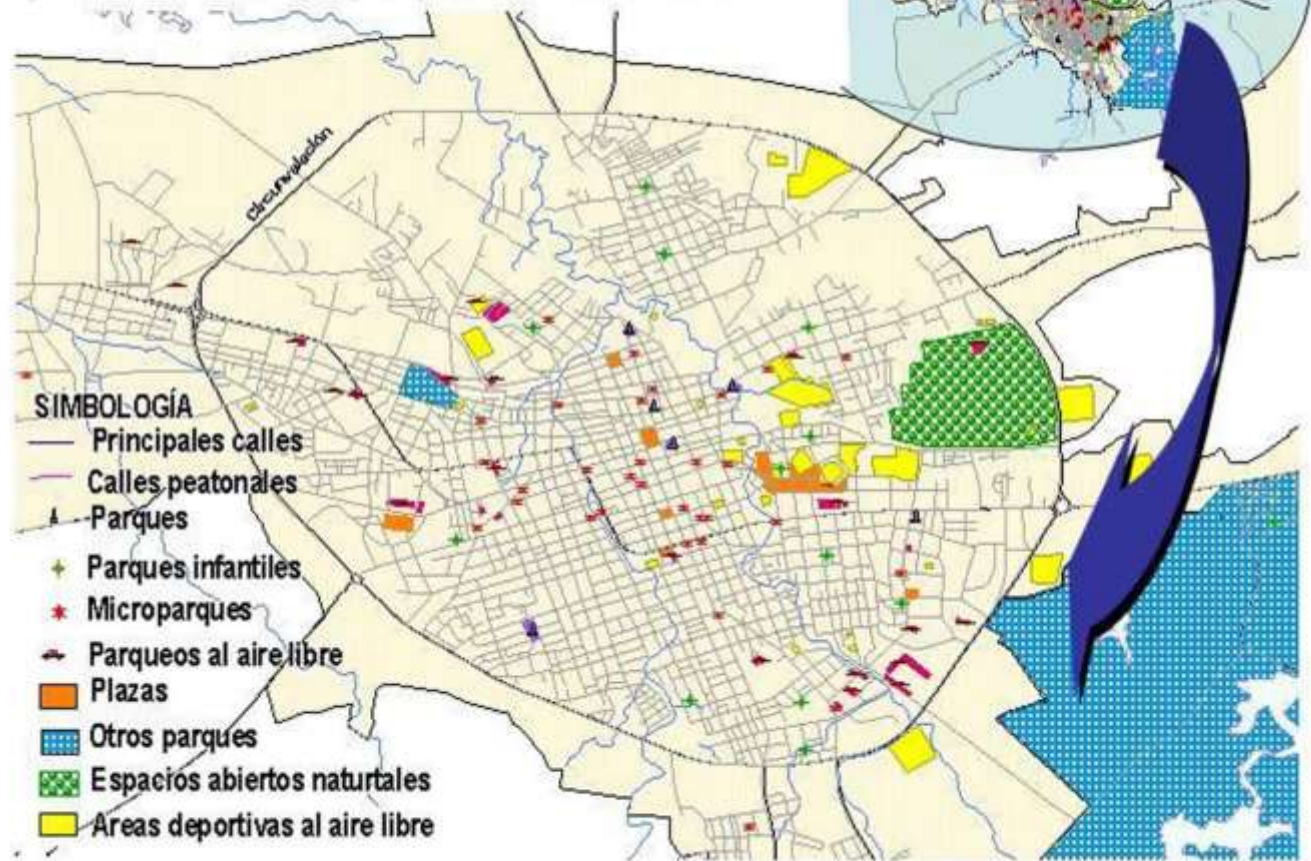 Circunvalación
SIMBOLOGÍA
Principales calles
Calles peatonales
Parques
Parques infantiles
Microparques
Parqueos al aire libre
Plazas
Otros parques
Espacios abiertos naturtales
Areas deportivas al aire libre